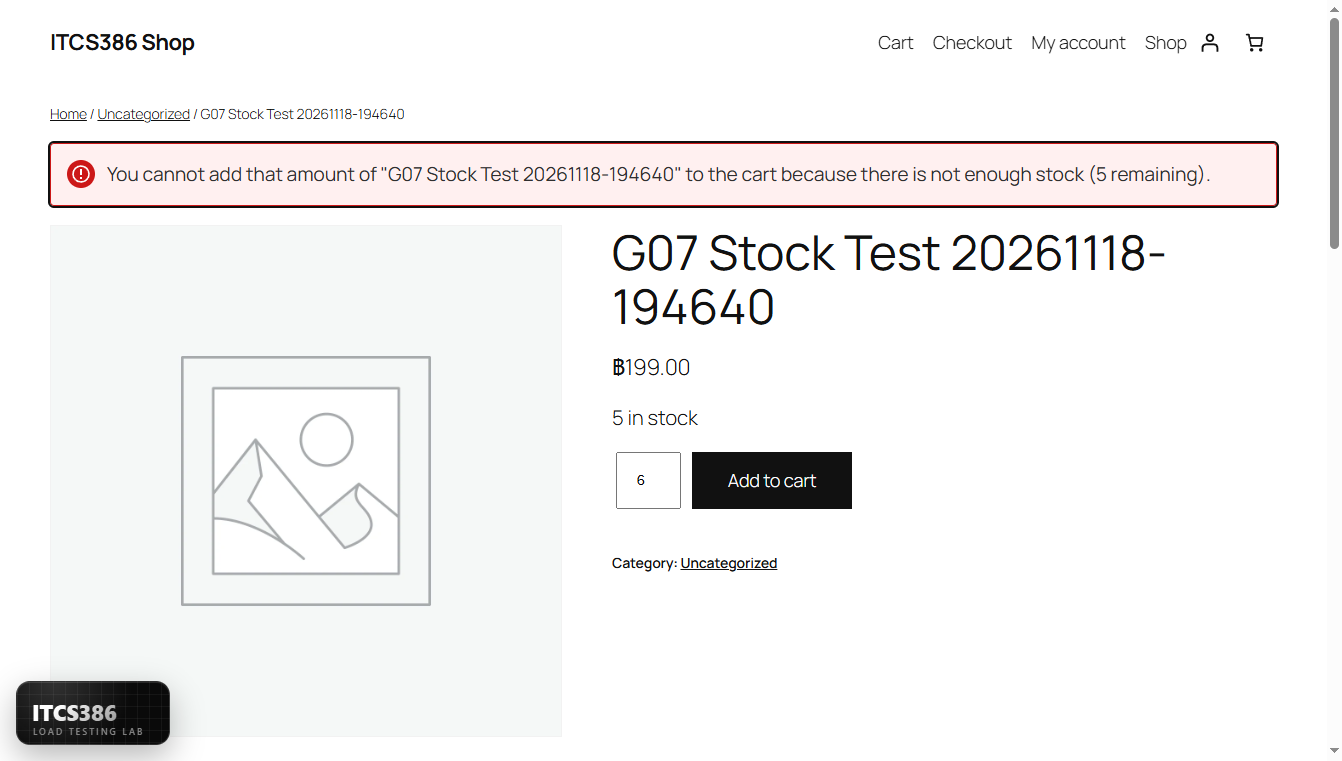 ITCS386 Shop
Cart Checkout My account Shop
Home / Uncategorized / G07 Stock Test 20261118-194640
You cannot add that amount of "G07 Stock Test 20261118-194640" to the cart because there is not enough stock (5 remaining).
G07 Stock Test 20261118-
194640
฿199.00
5 in stock
6 Add to cart
Category: Uncategorized
ITCS386
LOAD TESTING LAB